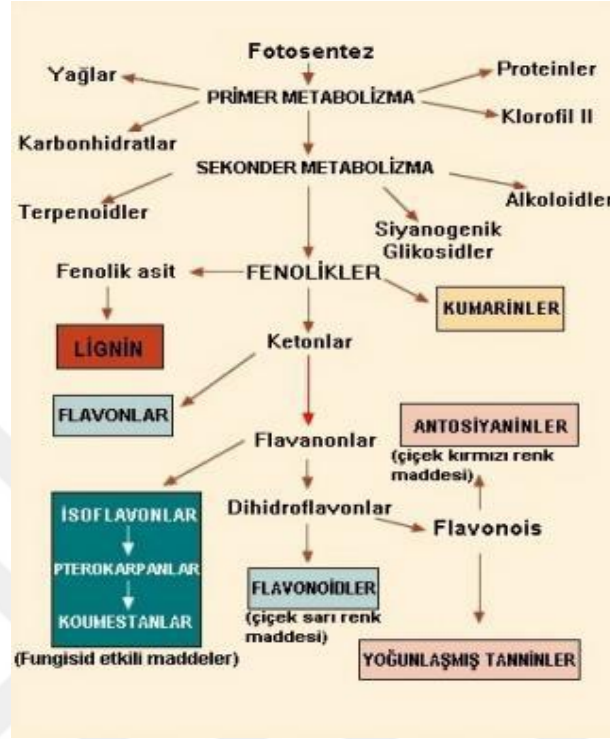 Fotosentez
Yağlar
Proteinler
PRİMER METABOLİZMA
Klorofil II
Karbonhidratlar
SEKONDER METABOLİZMA
Terpenoidler
Alkoloidler
Siyanogenik
Glikosidler
Fenolik asit
FENOLİKLER
KUMARİNLER
LİGNİN
Ketonlar
FLAVONLAR
ANTOSİYANİNLER
(çiçek kırmızı renk
maddesi)
Flavanonlar
İSOFLAVONLAR
Dihidroflavonlar
Flavonois
PTEROKARPANLAR
FLAVONOİDLER
(çiçek sarı renk
maddesi)
KOUMESTANLAR
(Fungisid etkili maddeler)
YOĞUNLAŞMIŞ TANNİNLER